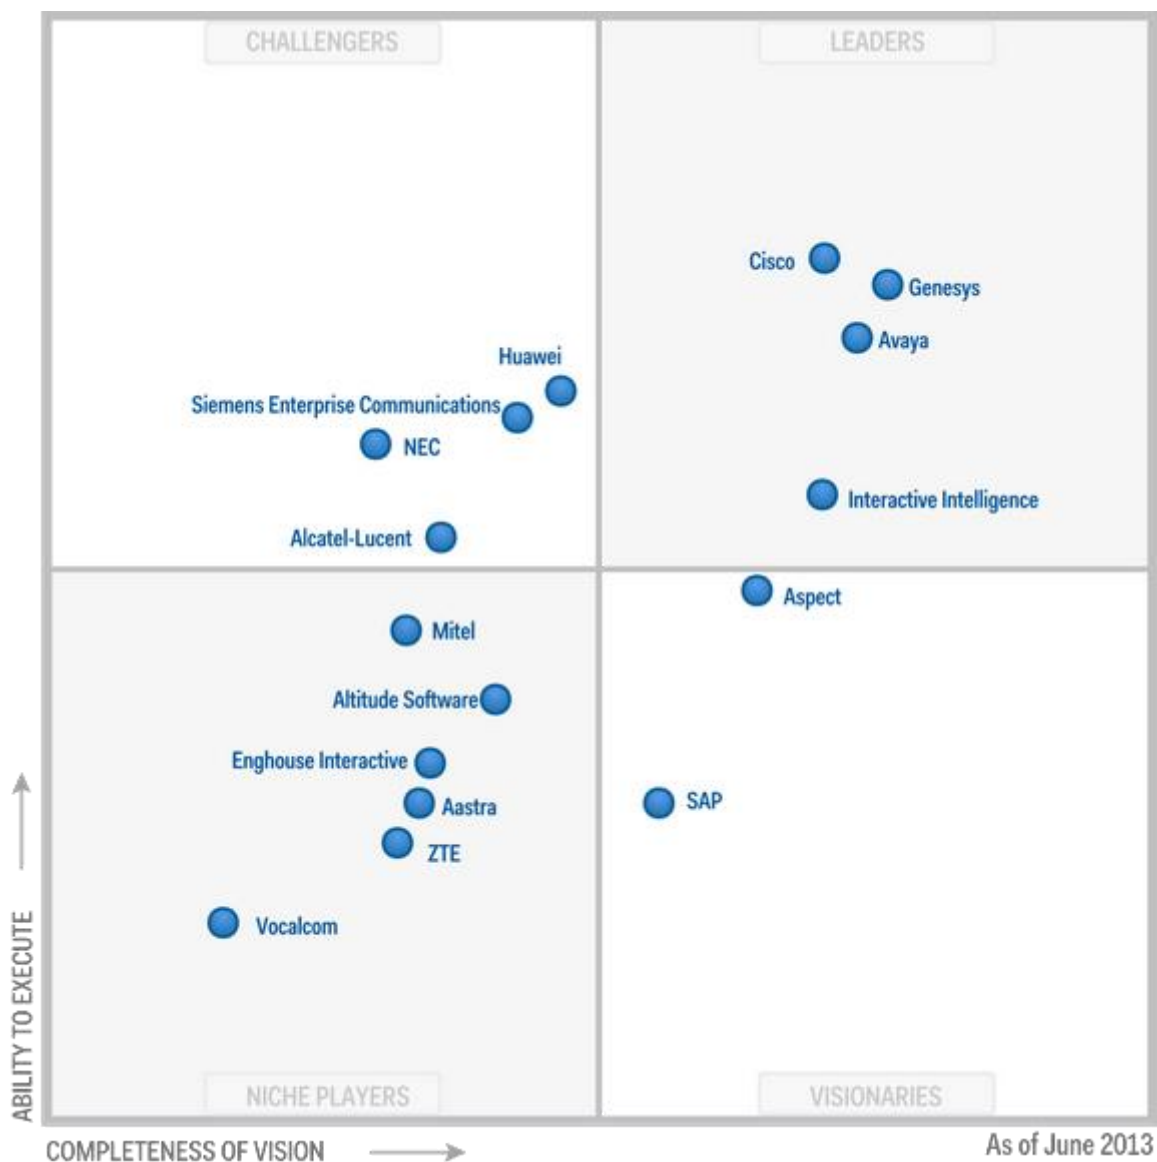 CHALLENGERS
LEADERS
Cisco
Genesys
Avaya
Huawei
Siemens Enterprise Communications
NEC
Interactive Intelligence
Alcatel-Lucent
Aspect
Mitel
Altitude Software
Enghouse Interactive
SAP
Aastra
ZTE
Vocalcom
ABILITY TO EXECUTE
NICHE PLAYERS
VISIONARIES
COMPLETENESS OF VISION
As of June 2013